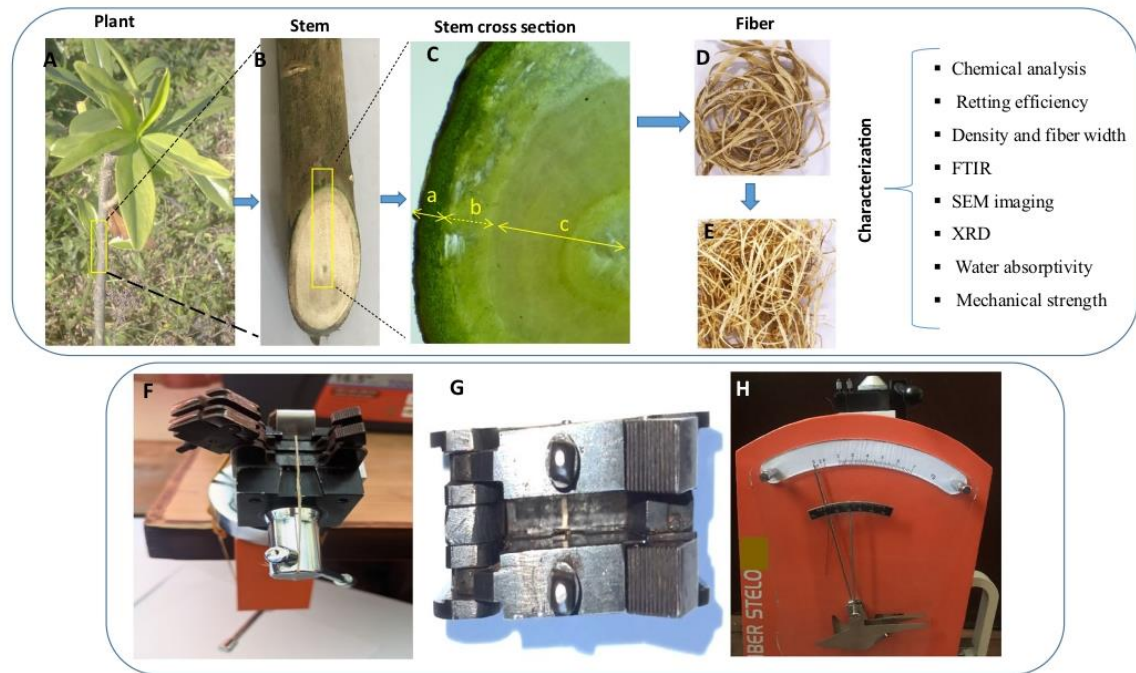 Plant
Stem
Stem cross section
Fiber
A
B
C
D
a
b
c
E
Characterization
Chemical analysis
Retting efficiency
Density and fiber width
FTIR
SEM imaging
XRD
Water absorptivity
Mechanical strength
F
G
H
IBER STELO